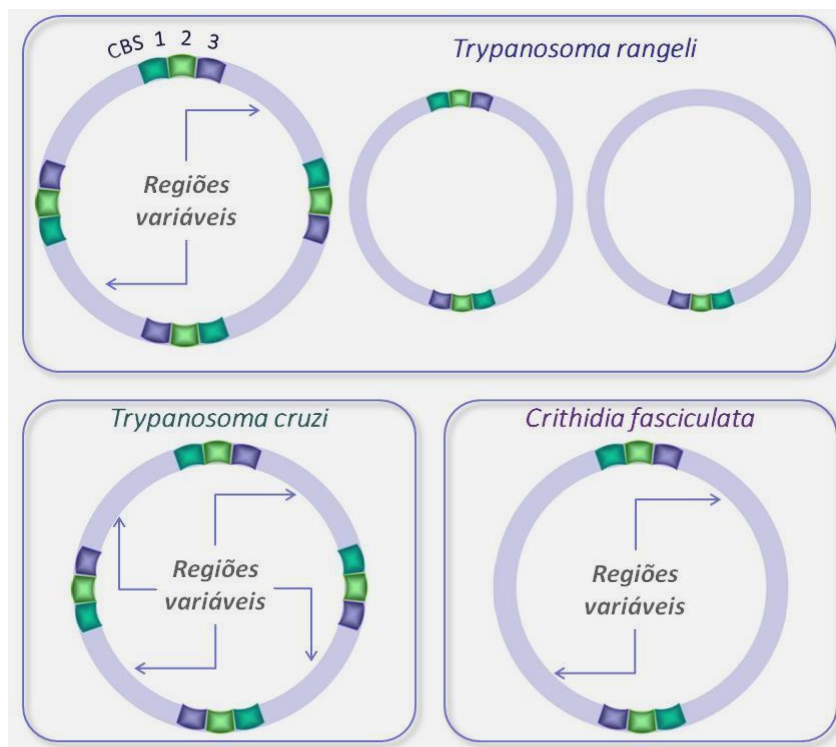 CBS 1 2 3
Trypanosoma rangeli
Regiões
variáveis
Trypanosoma cruzi
Regiões
variáveis
Crithidia fasciculata
Regiões
variáveis